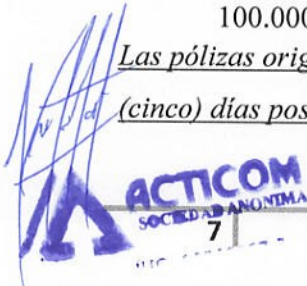 100.000
Las pólizas orig
(cinco) días pos
ACTICOM
SOCIEDAD ANONIMA
7